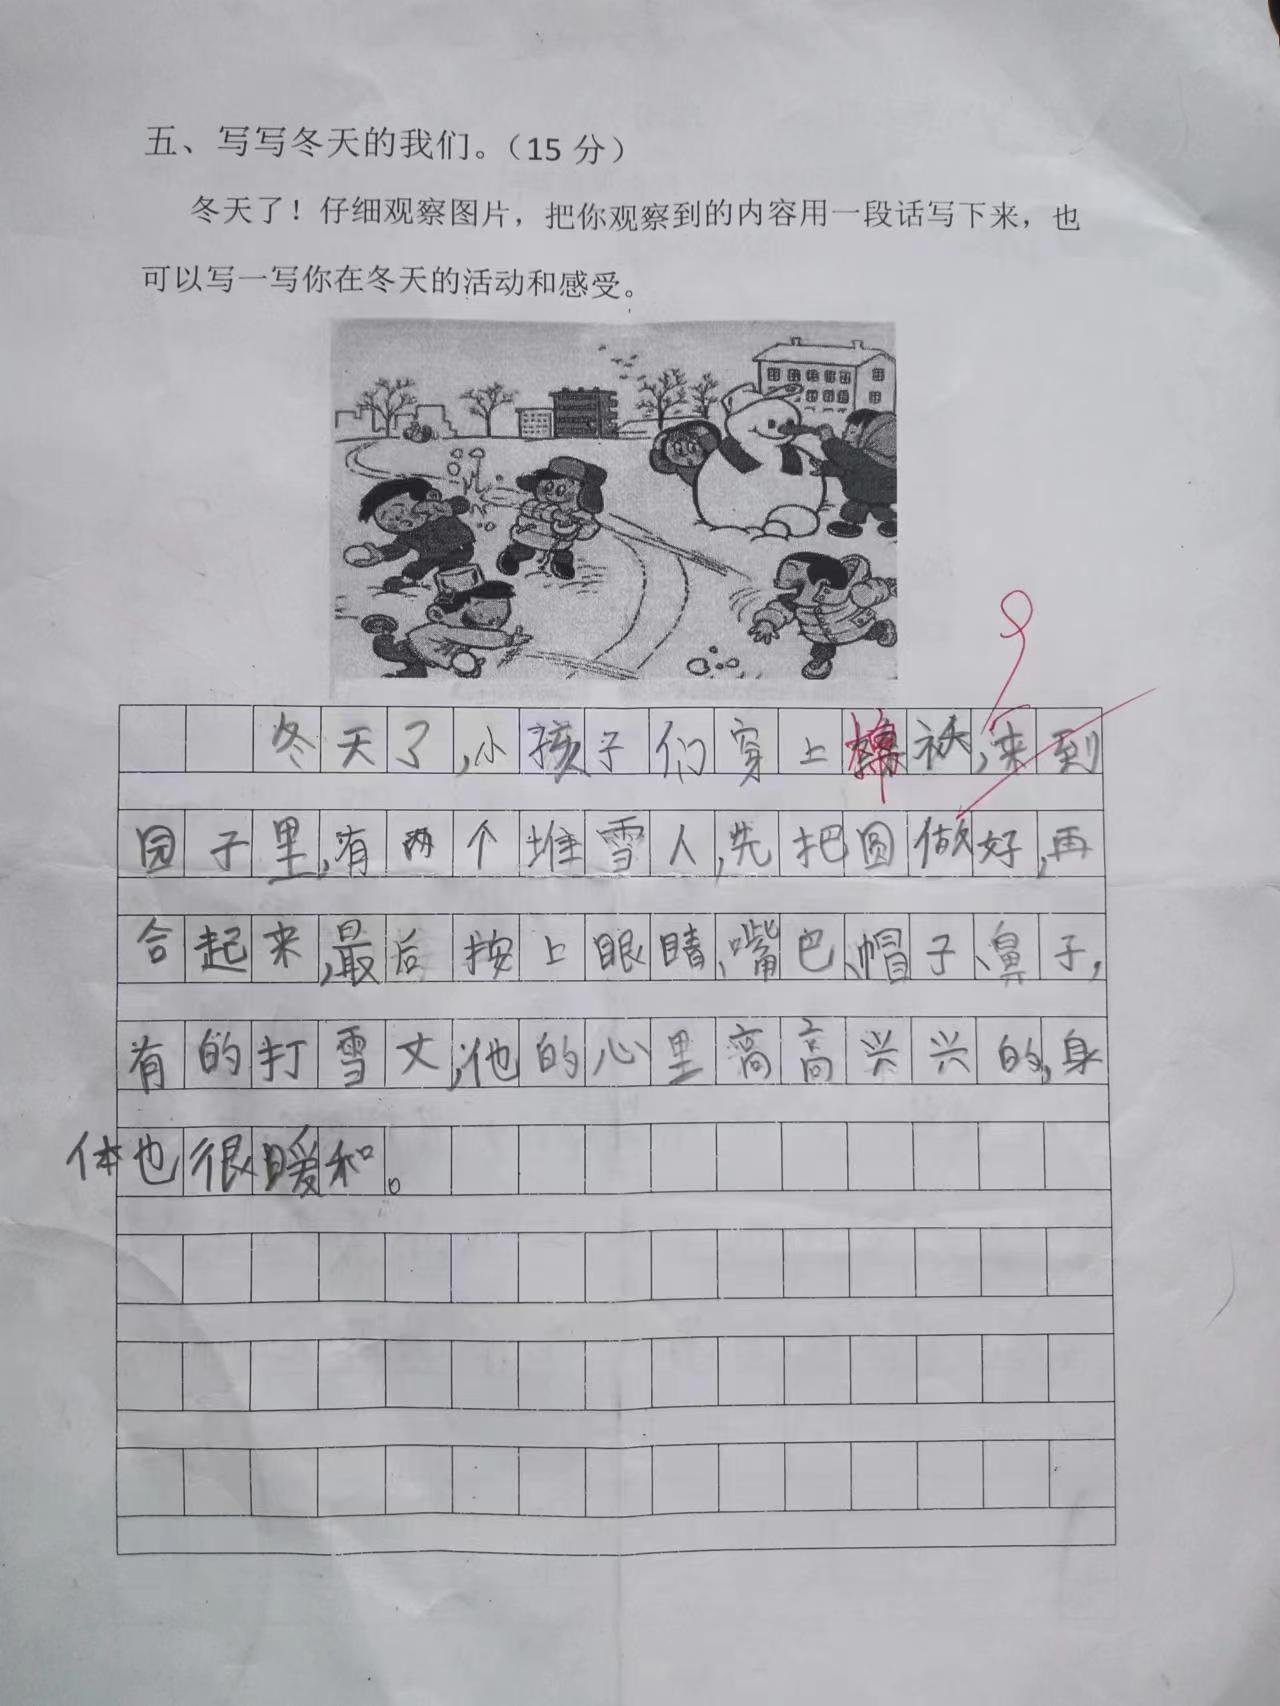 五、写写冬天的我们。（15 分）
冬天了！仔细观察图片，把你观察到的内容用一段话写下来，也
可以写一写你在冬天的活动和感受。
冬天了，小孩子们穿上棉袄，来到
园子里，有两个堆雪人，先把圆做好，再
合起来，最后按上眼睛、嘴巴、帽子、鼻子，
有的打雪丈，他的心里高高兴兴的，身
体也很暖和。